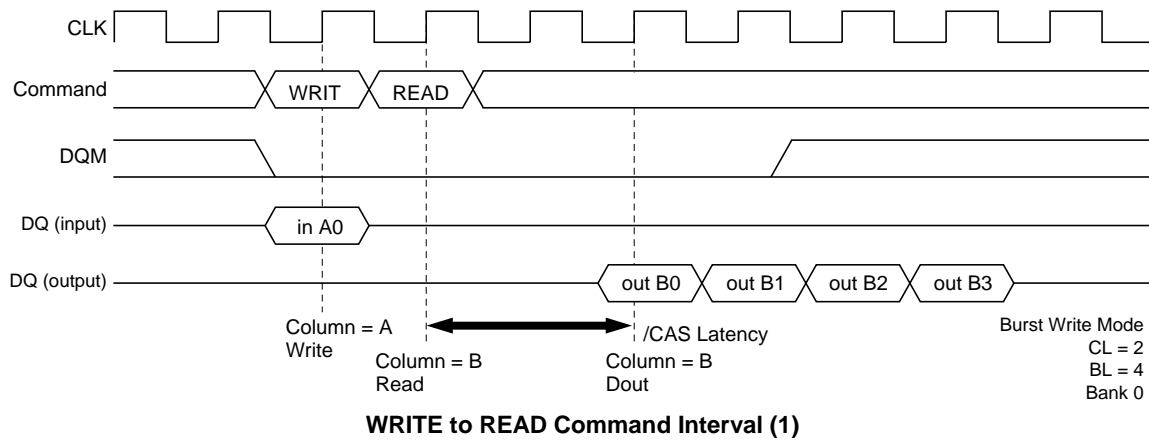 CLK
Command
WRIT
READ
DQM
DQ (input)
in A0
DQ (output)
out B0
out B1
out B2
out B3
Column = A
Write
Column = B
Read
/CAS Latency
Column = B
Dout
Burst Write Mode
CL = 2
BL = 4
Bank 0
WRITE to READ Command Interval (1)